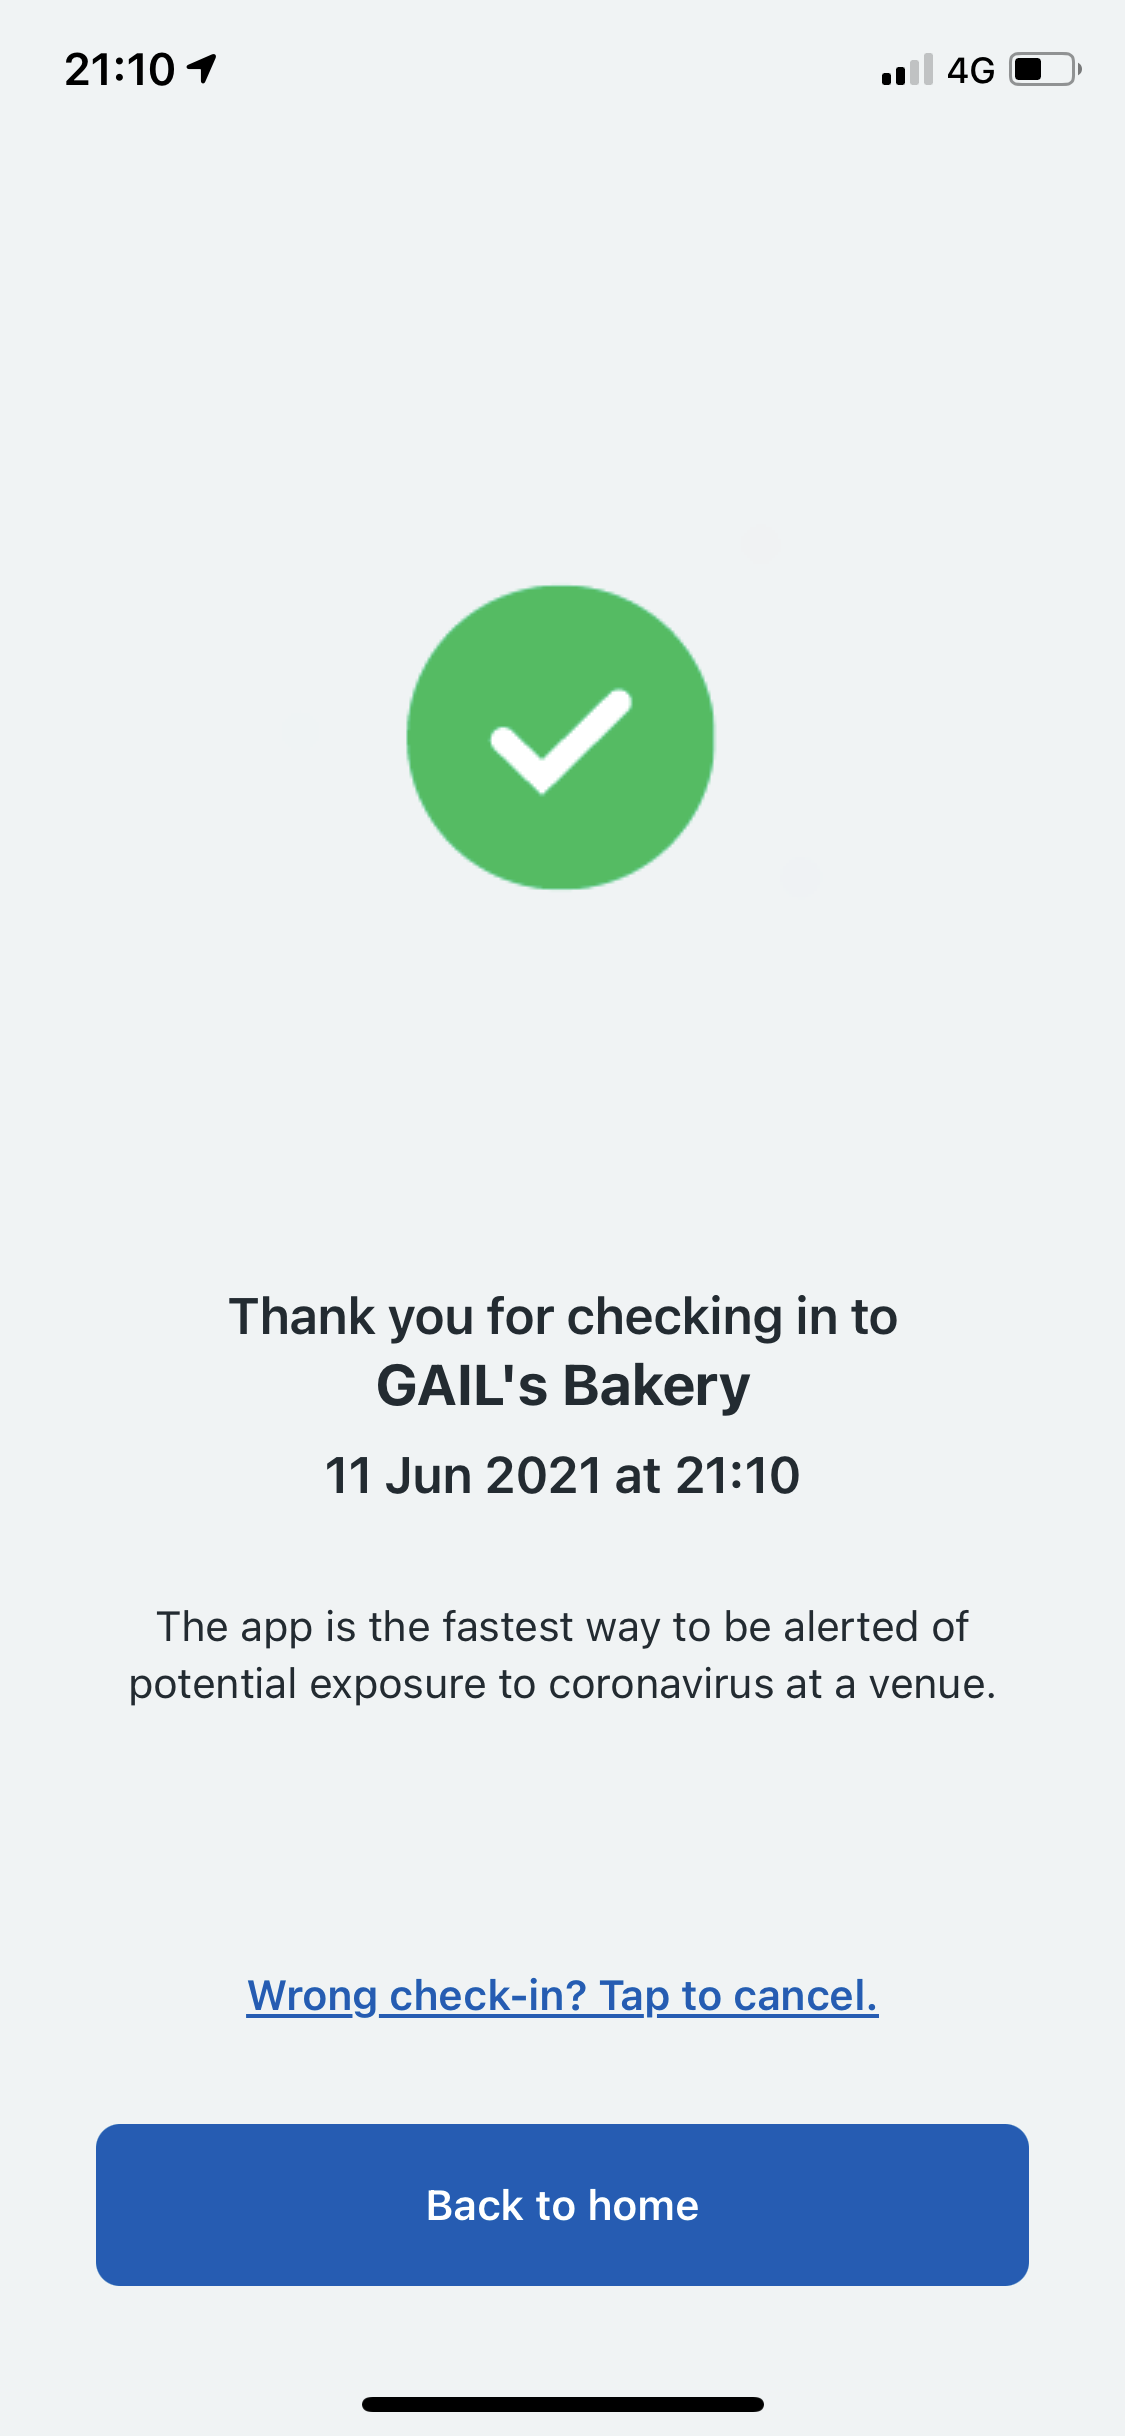 21:10
4G
Thank you for checking in to
GAIL's Bakery
11 Jun 2021 at 21:10
The app is the fastest way to be alerted of
potential exposure to coronavirus at a venue.
Wrong check-in? Tap to cancel.
Back to home